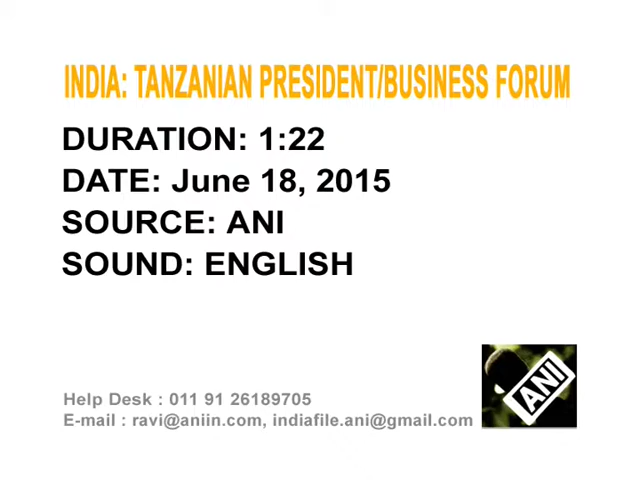 INDIA: TANZANIAN PRESIDENT/BUSINESS FORUM
DURATION: 1:22
DATE: June 18, 2015
SOURCE: ANI
SOUND: ENGLISH
Help Desk : 011 91 26189705
E-mail : ravi@aniin.com, indiafile.ani@gmail.com
ANI